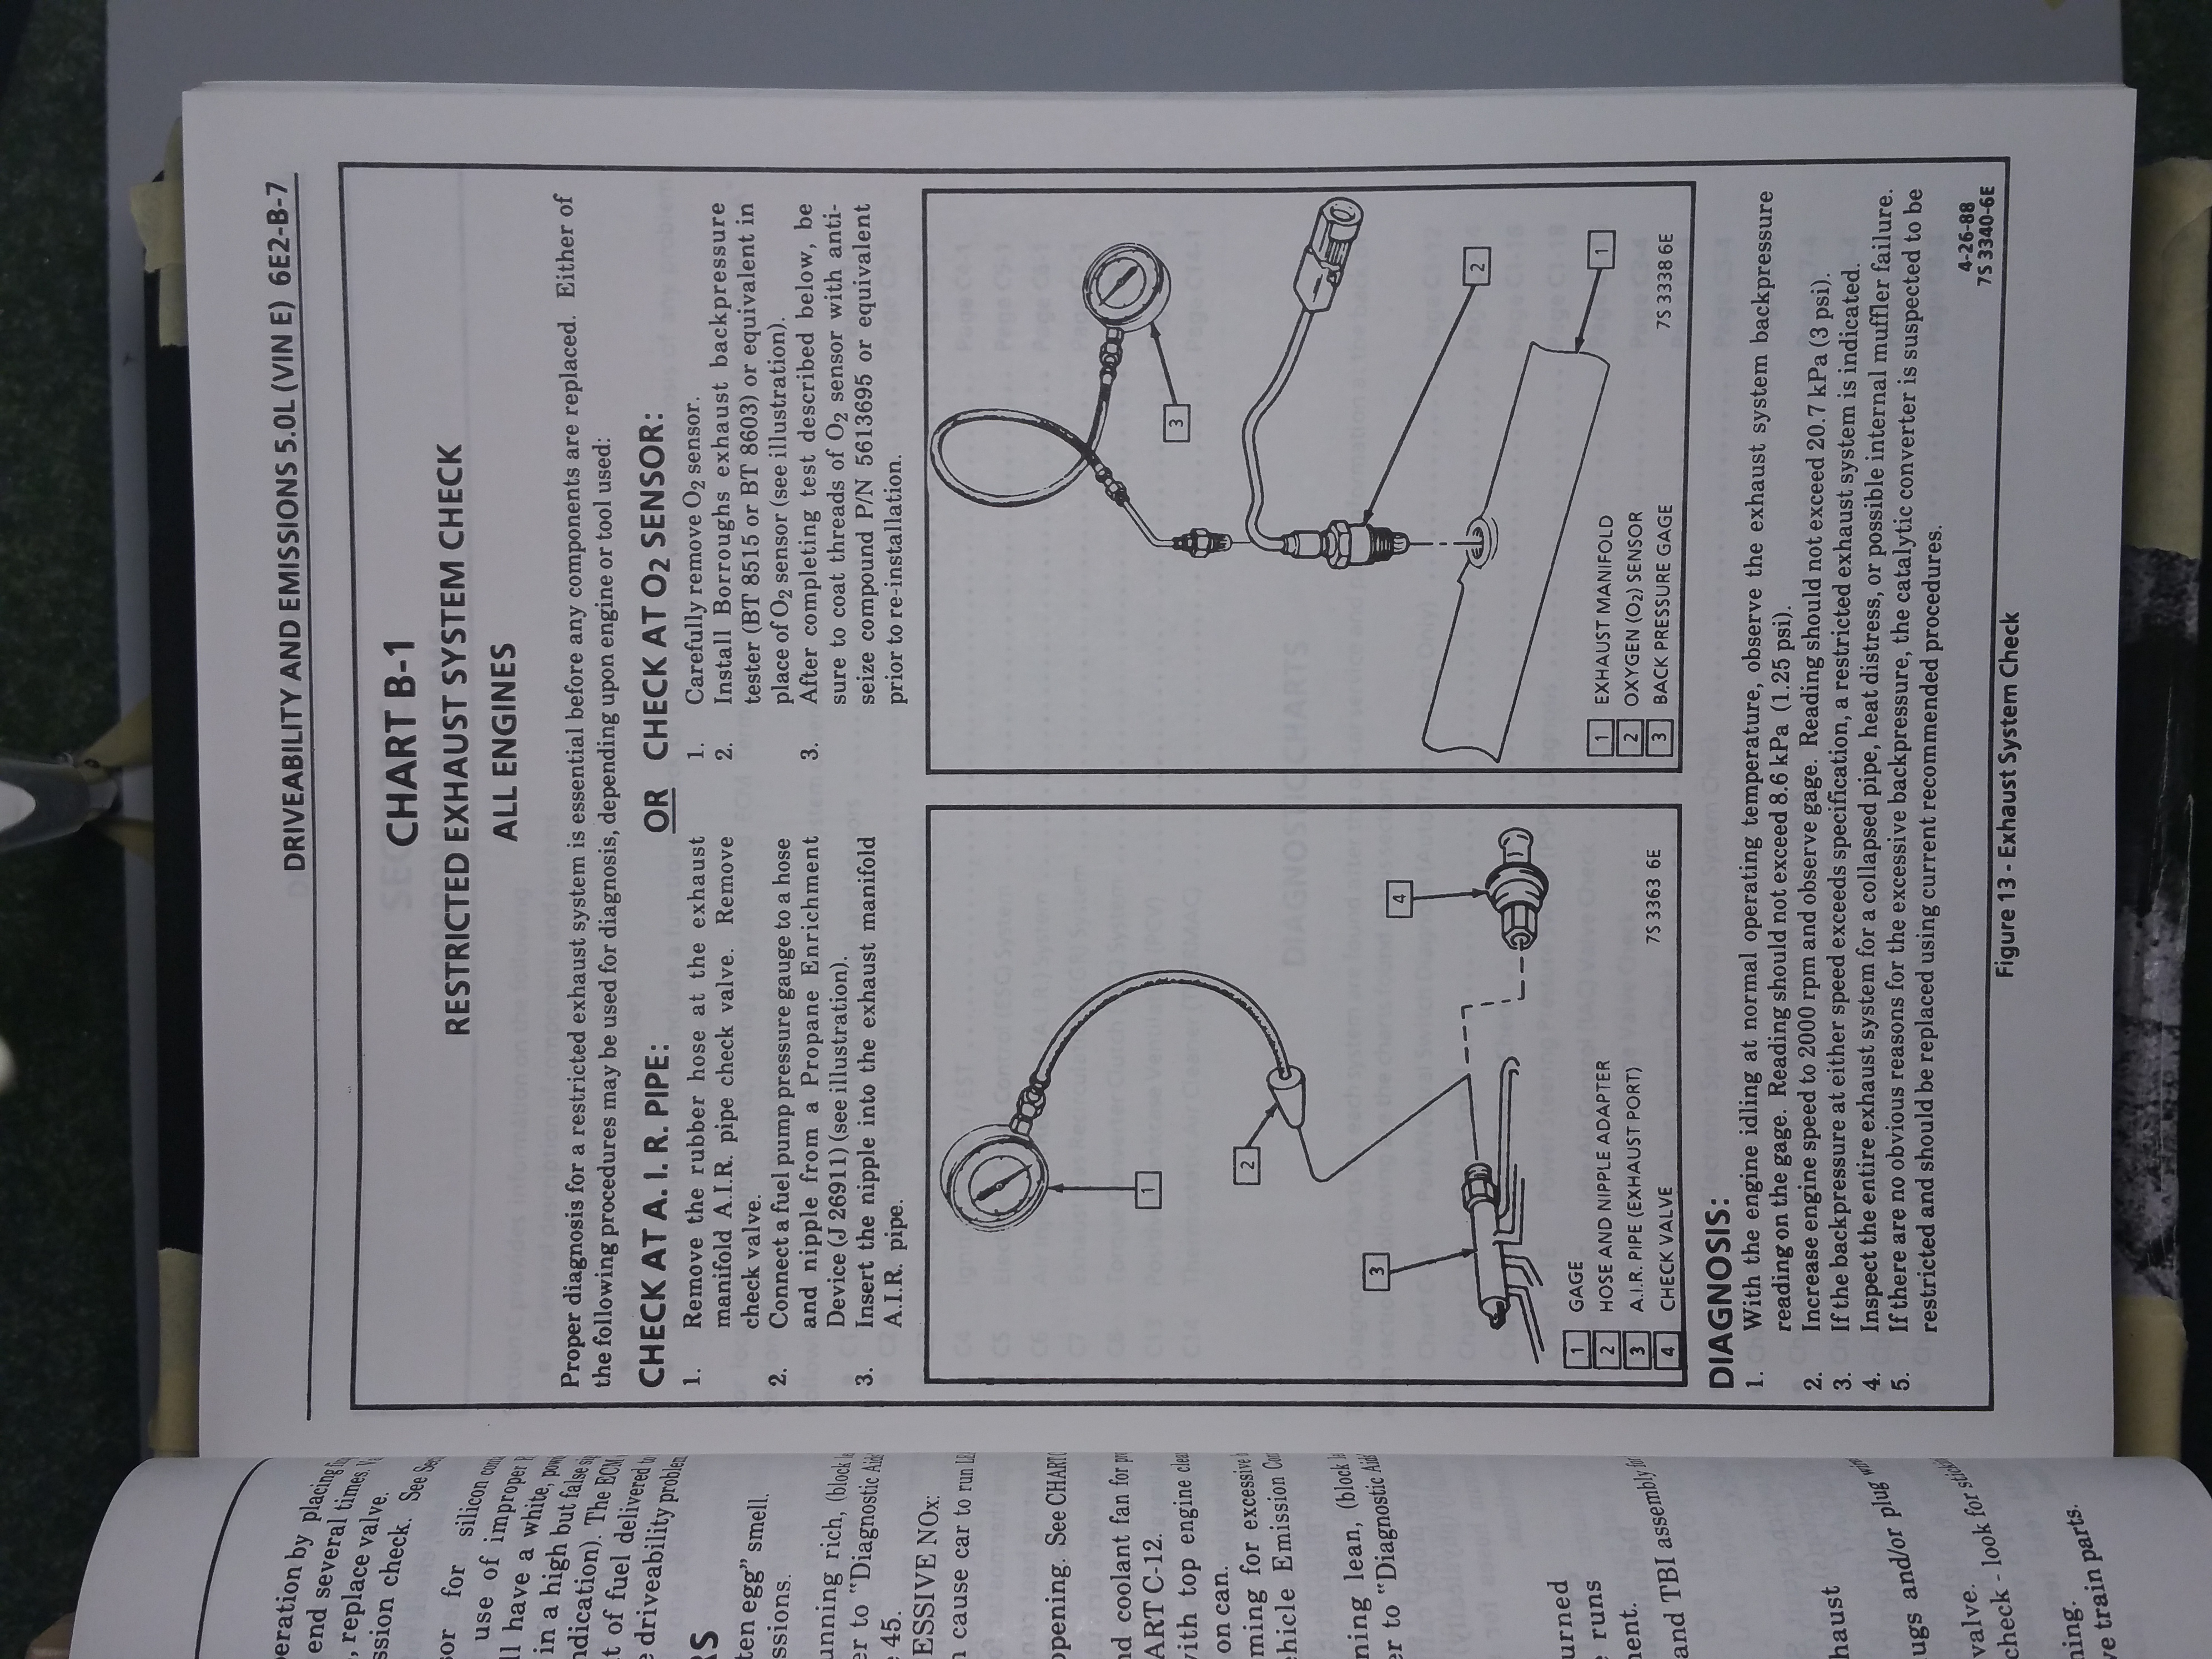 DRIVEABILITY AND EMISSIONS 5.0L (VIN E) 6E2-B-7
CHART B-1
RESTRICTED EXHAUST SYSTEM CHECK
ALL ENGINES
Proper diagnosis for a restricted exhaust system is essential before any components are replaced. Either of
the following procedures may be used for diagnosis, depending upon engine or tool used:
CHECK AT A. I. R. PIPE:
1. Remove the rubber hose at the exhaust
manifold A.I.R. pipe check valve. Remove
check valve.
2. Connect a fuel pump pressure gauge to a hose
and nipple from a Propane Enrichment
Device (J 26911) (see illustration).
3. Insert the nipple into the exhaust manifold
A.I.R. pipe.
OR CHECK AT O2 SENSOR:
1. Carefully remove O2 sensor.
2. Install Borroughs exhaust backpressure
tester (BT 8515 or BT 8603) or equivalent in
place of O2 sensor (see illustration).
3. After completing test described below, be
sure to coat threads of O2 sensor with anti-
seize compound P/N 5613695 or equivalent
prior to re-installation.
1
2
3
4
1 GAGE
2 HOSE AND NIPPLE ADAPTER
3 A.I.R. PIPE (EXHAUST PORT)
4 CHECK VALVE
7S 3363 6E
3
2
1
1 EXHAUST MANIFOLD
2 OXYGEN (O2) SENSOR
3 BACK PRESSURE GAGE
7S 3338 6E
DIAGNOSIS:
1. With the engine idling at normal operating temperature, observe the exhaust system backpressure
reading on the gage. Reading should not exceed 8.6 kPa (1.25 psi).
2. Increase engine speed to 2000 rpm and observe gage. Reading should not exceed 20.7 kPa (3 psi).
3. If the backpressure at either speed exceeds specification, a restricted exhaust system is indicated.
4. Inspect the entire exhaust system for a collapsed pipe, heat distress, or possible internal muffler failure.
5. If there are no obvious reasons for the excessive backpressure, the catalytic converter is suspected to be
restricted and should be replaced using current recommended procedures.
4-26-88
7S 3340-6E
Figure 13 - Exhaust System Check
eration by placing
end several times,
, replace valve.
ssion check. See
for silicon
use of improper
ll have a white,
in a high but false
ndication). The ECM
t of fuel delivered
driveability problem
ten egg" smell.
ssions.
unning rich, (block
er to "Diagnostic
45.
ESSIVE NOx:
cause car to run
opening. See CHART
nd coolant fan for
ART C-12.
with top engine
on can.
ming for excessive
ehicle Emission
ning lean, (block
er to "Diagnostic
urned
runs
ment.
and TBI assembly
haust
ugs and/or plug
valve.
check - look for
ning.
ve train parts.